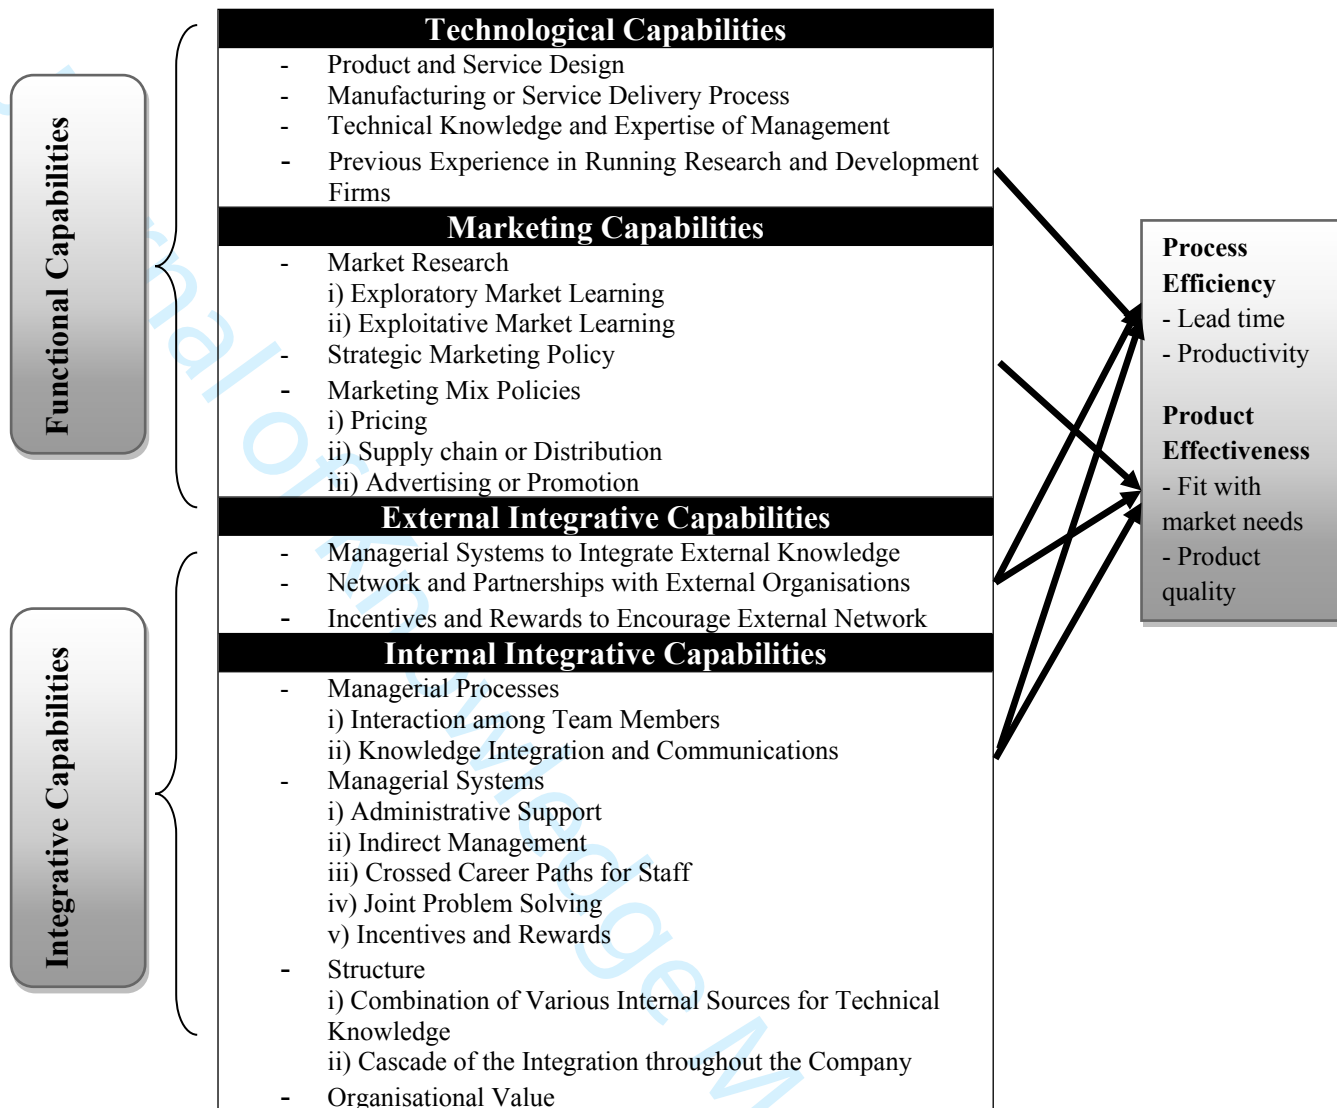 Functional Capabilities
Technological Capabilities
- Product and Service Design
- Manufacturing or Service Delivery Process
- Technical Knowledge and Expertise of Management
- Previous Experience in Running Research and Development
Firms
Marketing Capabilities
- Market Research
i) Exploratory Market Learning
ii) Exploitative Market Learning
- Strategic Marketing Policy
- Marketing Mix Policies
i) Pricing
ii) Supply chain or Distribution
iii) Advertising or Promotion
Integrative Capabilities
External Integrative Capabilities
- Managerial Systems to Integrate External Knowledge
- Network and Partnerships with External Organisations
- Incentives and Rewards to Encourage External Network
Internal Integrative Capabilities
- Managerial Processes
i) Interaction among Team Members
ii) Knowledge Integration and Communications
- Managerial Systems
i) Administrative Support
ii) Indirect Management
iii) Crossed Career Paths for Staff
iv) Joint Problem Solving
v) Incentives and Rewards
- Structure
i) Combination of Various Internal Sources for Technical
Knowledge
ii) Cascade of the Integration throughout the Company
- Organisational Value
Process
Efficiency
- Lead time
- Productivity
Product
Effectiveness
- Fit with
market needs
- Product
quality
of Knowledge